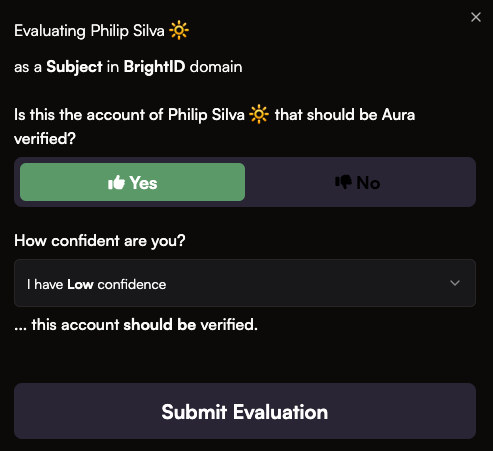 Evaluating Philip Silva 🔆
as a Subject in BrightID domain
Is this the account of Philip Silva 🔆 that should be Aura
verified?
Yes
No
How confident are you?
I have Low confidence
... this account should be verified.
Submit Evaluation